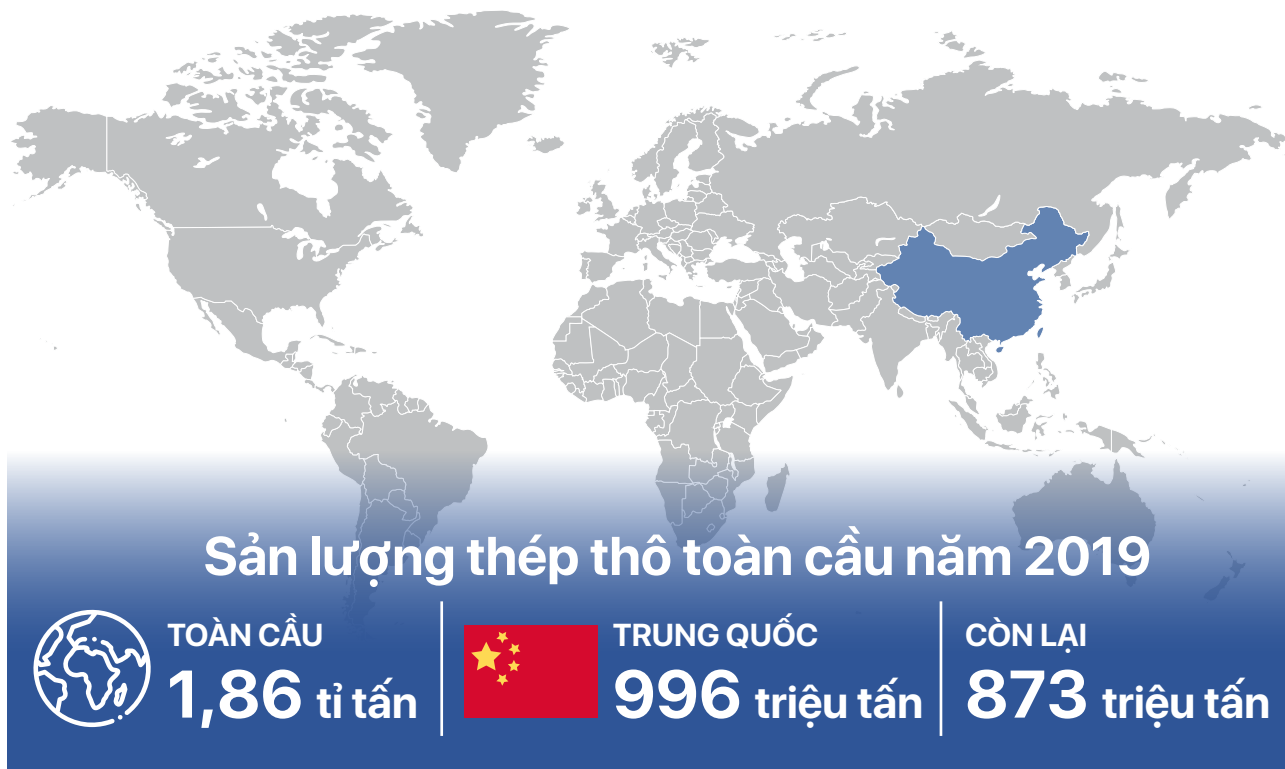 Sản lượng thép thô toàn cầu năm 2019
TOÀN CẦU
1,86 tỉ tấn
TRUNG QUỐC
996 triệu tấn
CÒN LẠI
873 triệu tấn